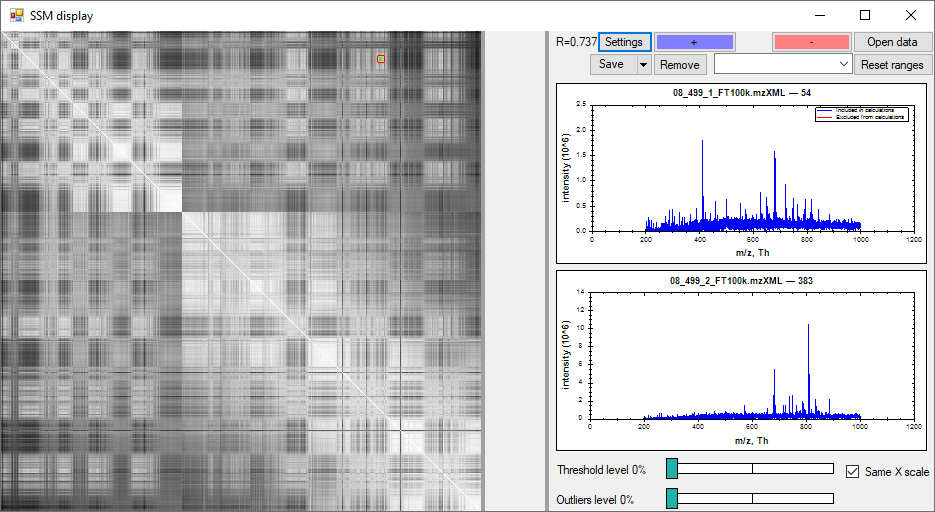 SSM display
R=0.737 Settings + - Open data
Save Remove Reset ranges
08_499_1_FT100k.mzXML — 54
Included in calculations
Excluded from calculations
2.5
2.0
1.5
1.0
0.5
0.0
intensity (10^6)
0 200 400 600 800 1000 1200
m/z, Th
08_499_2_FT100k.mzXML — 383
14
12
10
8
6
4
2
0
intensity (10^6)
0 200 400 600 800 1000 1200
m/z, Th
Threshold level 0% Same X scale
Outliers level 0%